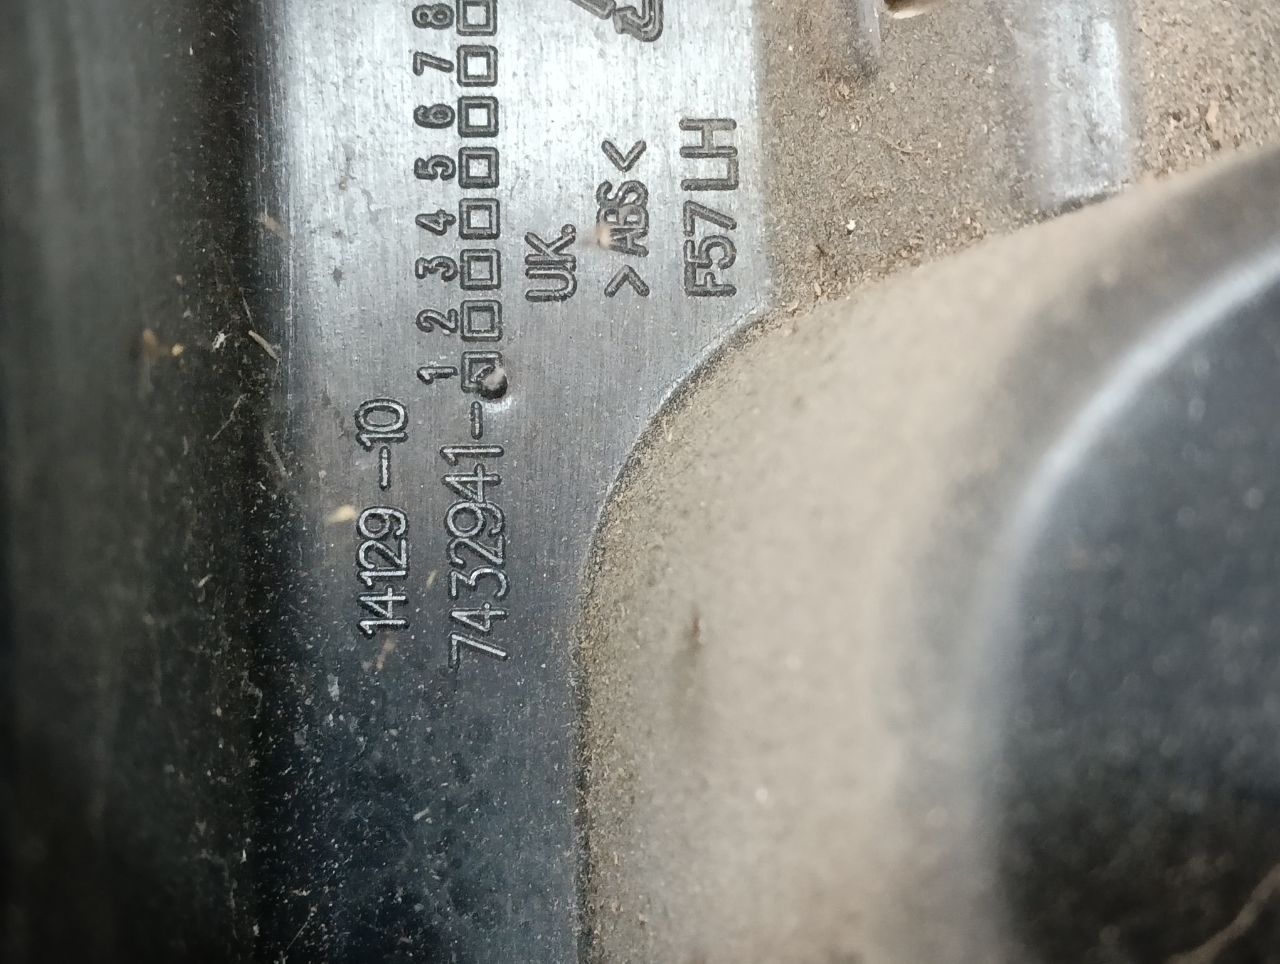 14129-10
1 2 3 4 5 6 7 8
7432941-
UK.
>ABS<
F57 LH